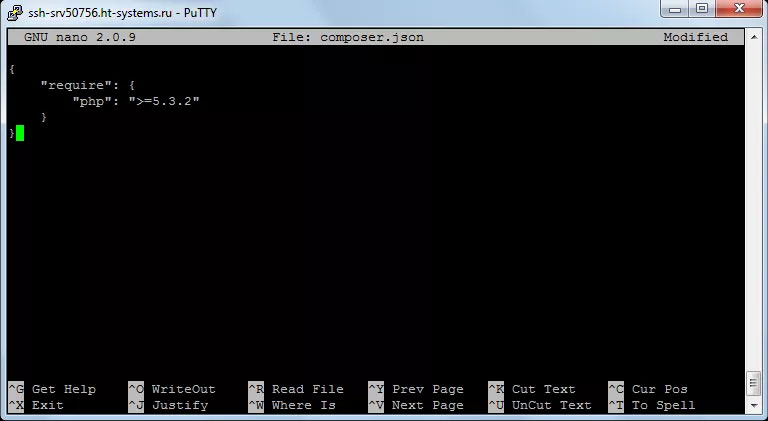 ssh-srv50756.ht-systems.ru - PuTTY
GNU nano 2.0.9 File: composer.json Modified
{
"require": {
"php": ">=5.3.2"
}
}
^G Get Help ^O WriteOut ^R Read File ^Y Prev Page ^K Cut Text ^C Cur Pos
^X Exit ^J Justify ^W Where Is ^V Next Page ^U UnCut Text ^T To Spell